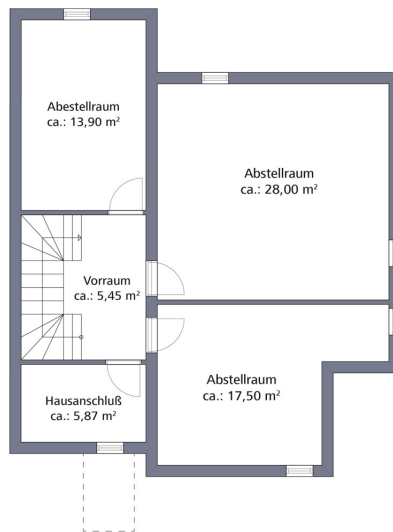 Abestellraum
ca.: 13,90 m²
Abstellraum
ca.: 28,00 m²
Vorraum
ca.: 5,45 m²
Abstellraum
ca.: 17,50 m²
Hausanschluß
ca.: 5,87 m²